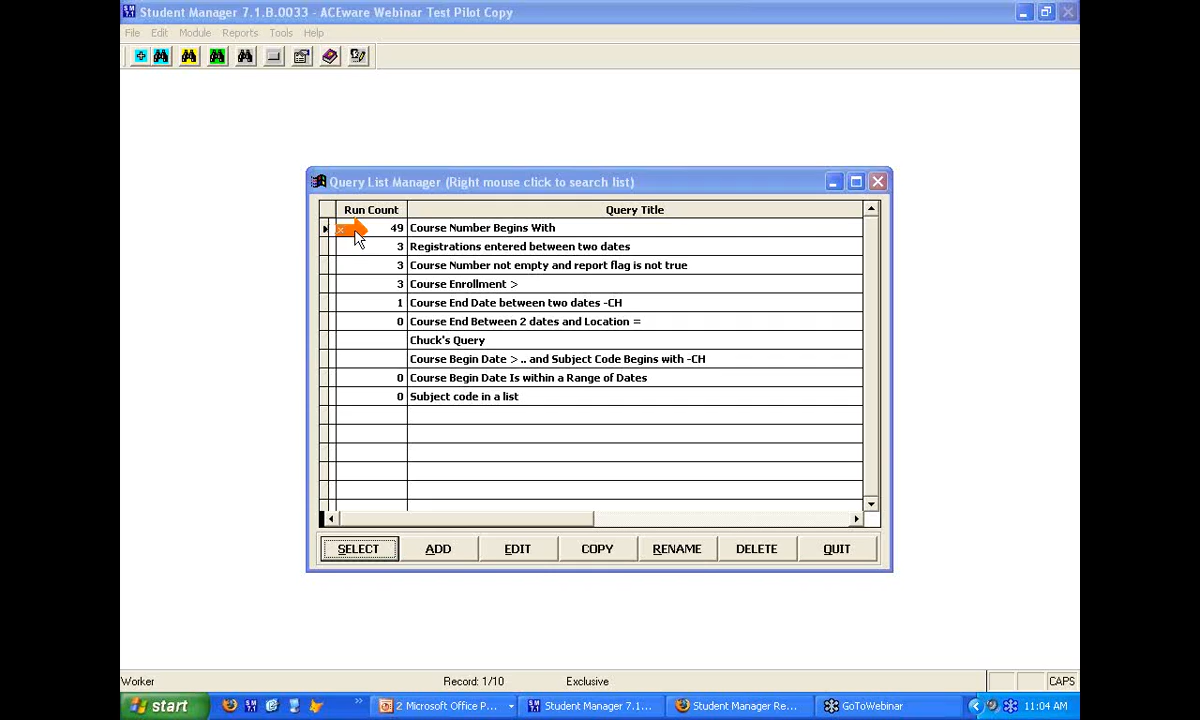 Student Manager 7.1.B.0033 - ACEware Webinar Test Pilot Copy
File Edit Module Reports Tools Help
Query List Manager (Right mouse click to search list)
Run Count Query Title
49 Course Number Begins With
3 Registrations entered between two dates
3 Course Number not empty and report flag is not true
3 Course Enrollment >
1 Course End Date between two dates -CH
0 Course End Between 2 dates and Location =
Chuck's Query
Course Begin Date > .. and Subject Code Begins with -CH
0 Course Begin Date Is within a Range of Dates
0 Subject code in a list
SELECT ADD EDIT COPY RENAME DELETE QUIT
Worker Record: 1/10 Exclusive CAPS
start 2 Microsoft Office P... Student Manager 7.1... Student Manager Re... GoToWebinar 11:04 AM